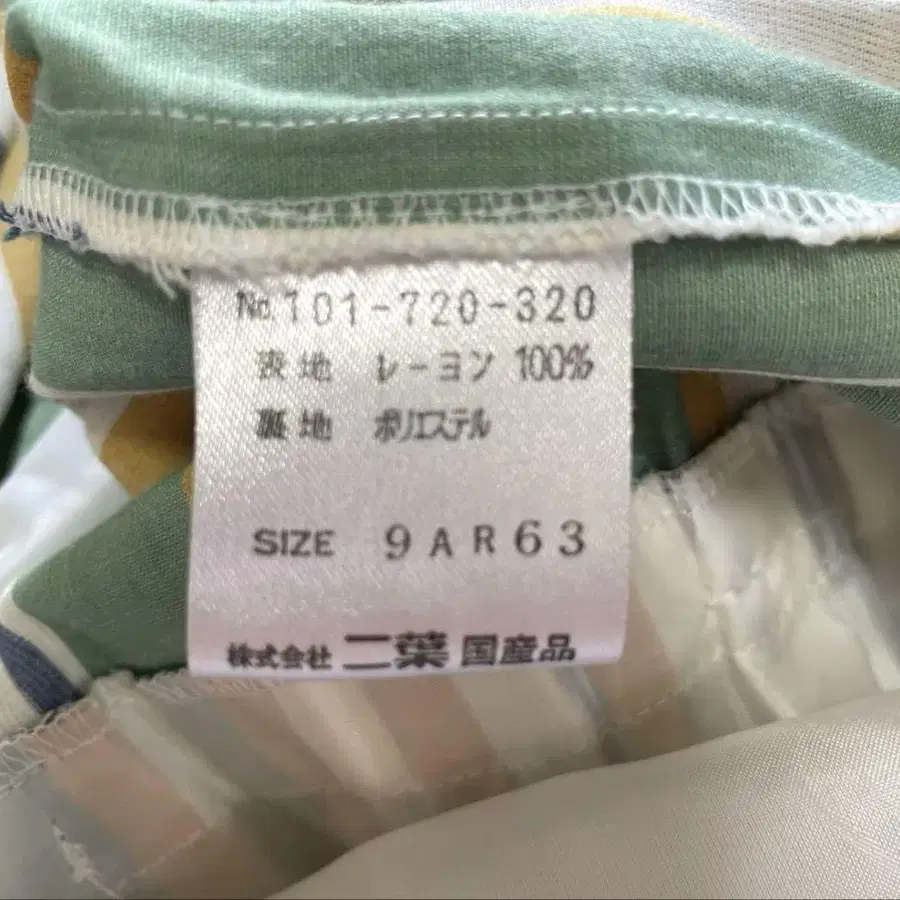 No.101-720-320
表地 レーヨン 100%
裏地 ポリエステル
SIZE 9AR63
株式会社 二葉 国産品